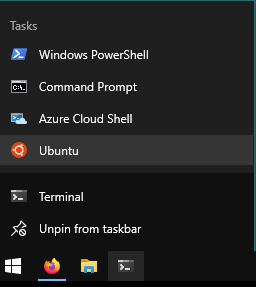 Tasks
Windows PowerShell
Command Prompt
Azure Cloud Shell
Ubuntu
Terminal
Unpin from taskbar